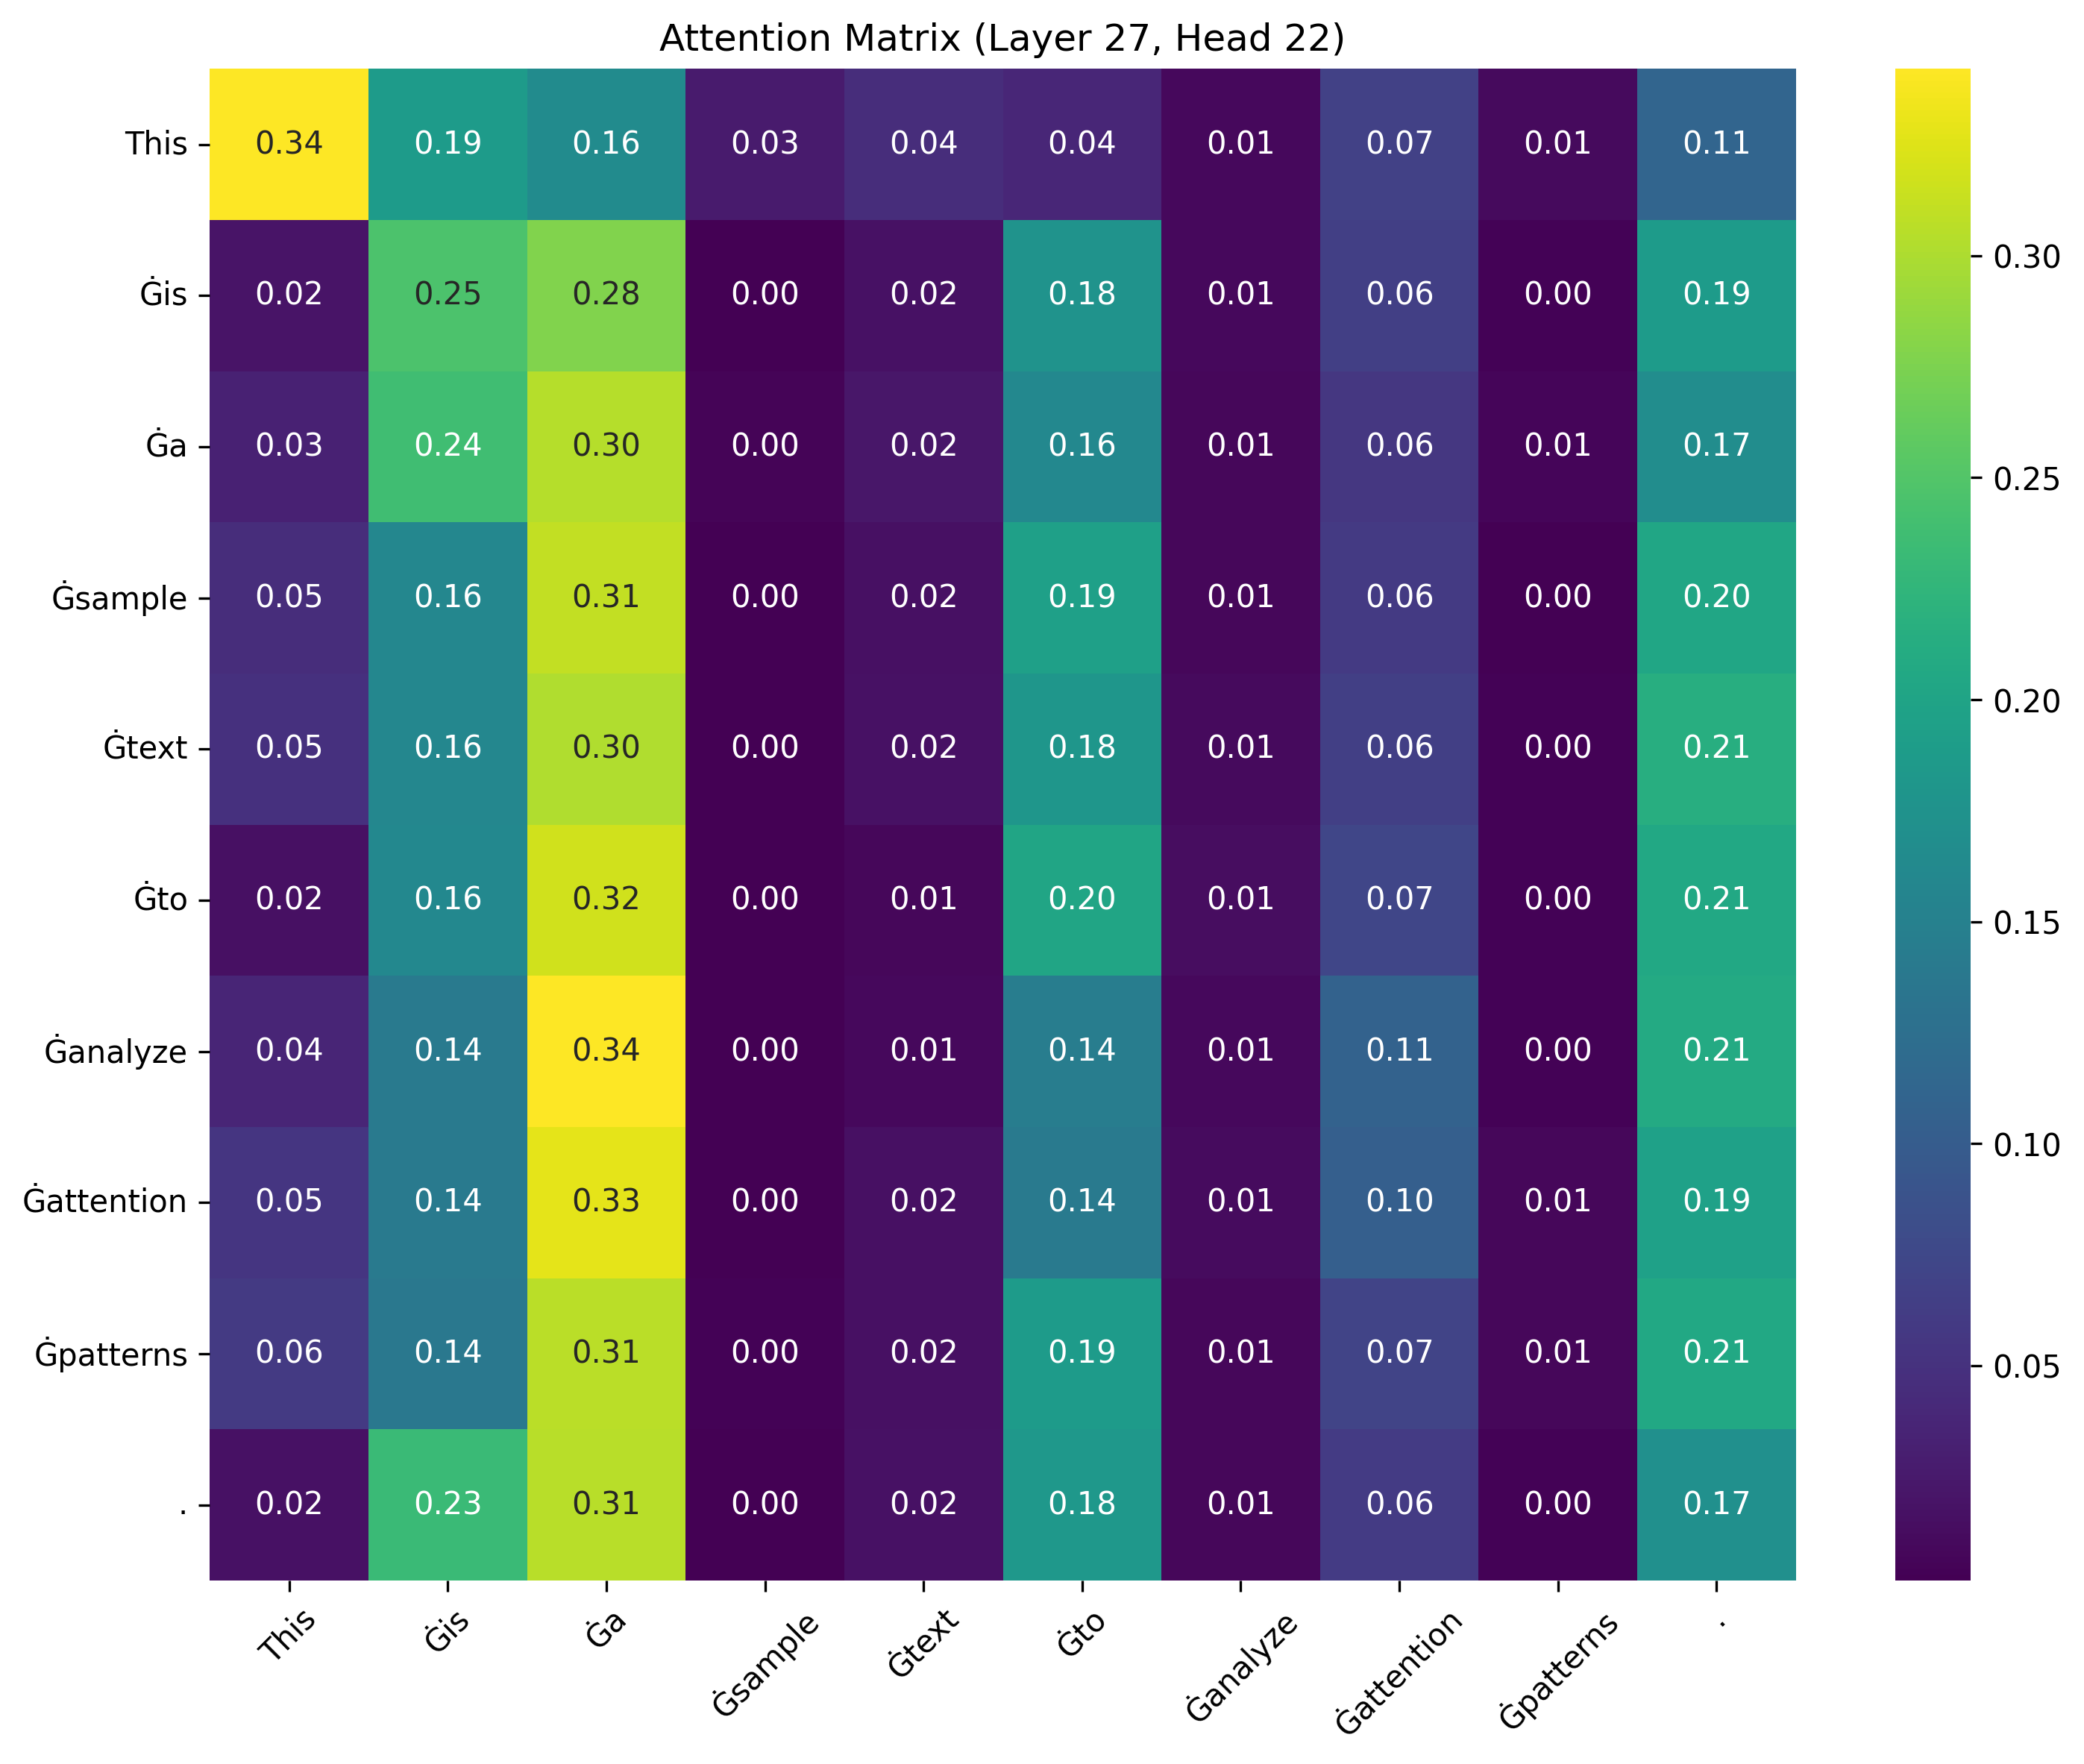 Attention Matrix (Layer 27, Head 22)
This 0.34 0.19 0.16 0.03 0.04 0.04 0.01 0.07 0.01 0.11
Ġis 0.02 0.25 0.28 0.00 0.02 0.18 0.01 0.06 0.00 0.19
Ġa 0.03 0.24 0.30 0.00 0.02 0.16 0.01 0.06 0.01 0.17
Ġsample 0.05 0.16 0.31 0.00 0.02 0.19 0.01 0.06 0.00 0.20
Ġtext 0.05 0.16 0.30 0.00 0.02 0.18 0.01 0.06 0.00 0.21
Ġto 0.02 0.16 0.32 0.00 0.01 0.20 0.01 0.07 0.00 0.21
Ġanalyze 0.04 0.14 0.34 0.00 0.01 0.14 0.01 0.11 0.00 0.21
Ġattention 0.05 0.14 0.33 0.00 0.02 0.14 0.01 0.10 0.01 0.19
Ġpatterns 0.06 0.14 0.31 0.00 0.02 0.19 0.01 0.07 0.01 0.21
. 0.02 0.23 0.31 0.00 0.02 0.18 0.01 0.06 0.00 0.17
This Ġis Ġa Ġsample Ġtext Ġto Ġanalyze Ġattention Ġpatterns .
0.30
0.25
0.20
0.15
0.10
0.05